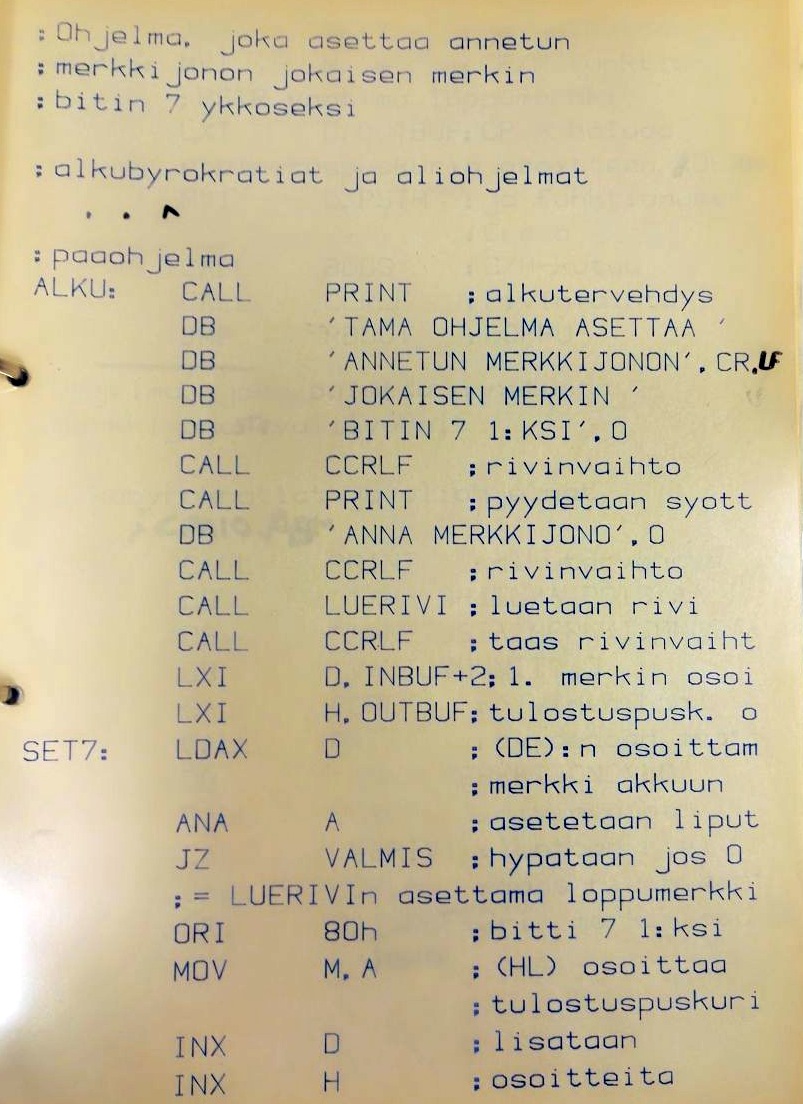 ; Ohjelma, joka asettaa annetun
; merkkijonon jokaisen merkin
; bitin 7 ykkoseksi
; alkubyrokratiat ja aliohjelmat
. . ^
; paaohjelma
ALKU: CALL PRINT ; alkutervehdys
DB 'TAMA OHJELMA ASETTAA '
DB 'ANNETUN MERKKIJONON', CR,LF
DB 'JOKAISEN MERKIN '
DB 'BITIN 7 1:KSI', 0
CALL CCRLF ; rivinvaihto
CALL PRINT ; pyydetaan syott
DB 'ANNA MERKKIJONO', 0
CALL CCRLF ; rivinvaihto
CALL LUERIVI ; luetaan rivi
CALL CCRLF ; taas rivinvaiht
LXI D, INBUF+2; 1. merkin osoi
LXI H, OUTBUF; tulostuspusk. o
SET7: LDAX D ; (DE):n osoittam
; merkki akkuun
ANA A ; asetetaan liput
JZ VALMIS ; hypataan jos 0
; = LUERIVIn asettama loppumerkki
ORI 80h ; bitti 7 1:ksi
MOV M, A ; (HL) osoittaa
; tulostuspuskuri
INX D ; lisataan
INX H ; osoitteita